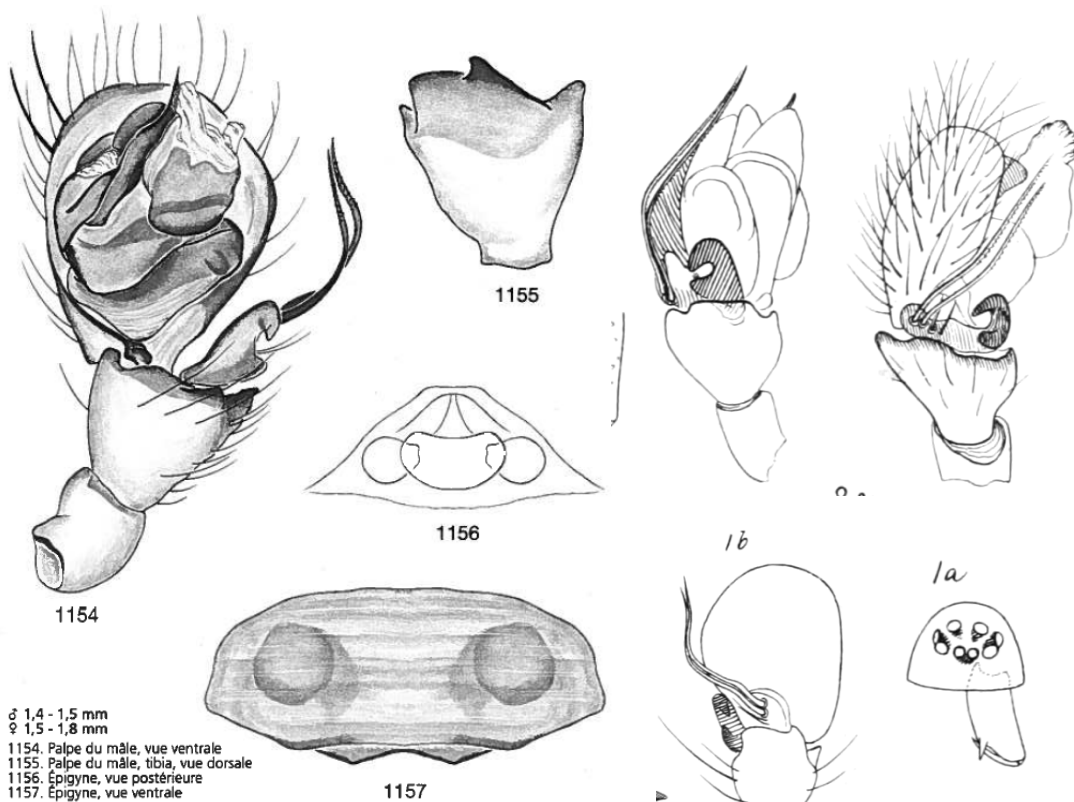 1155
1156
1b
1a
1154
♂ 1,4 - 1,5 mm
♀ 1,5 - 1,8 mm
1154. Palpe du mâle, vue ventrale
1155. Palpe du mâle, tibia, vue dorsale
1156. Épigyne, vue postérieure
1157. Épigyne, vue ventrale
1157